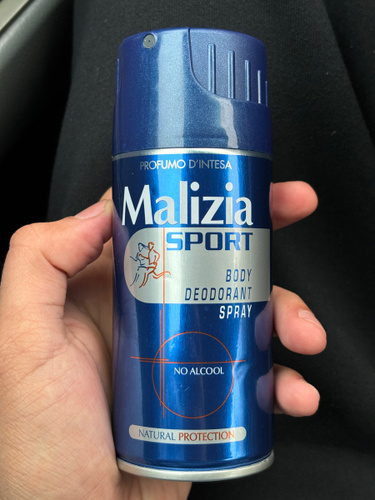 PROFUMO D'INTESA
Malizia
SPORT
BODY
DEODORANT
SPRAY
NO ALCOOL
NATURAL PROTECTION